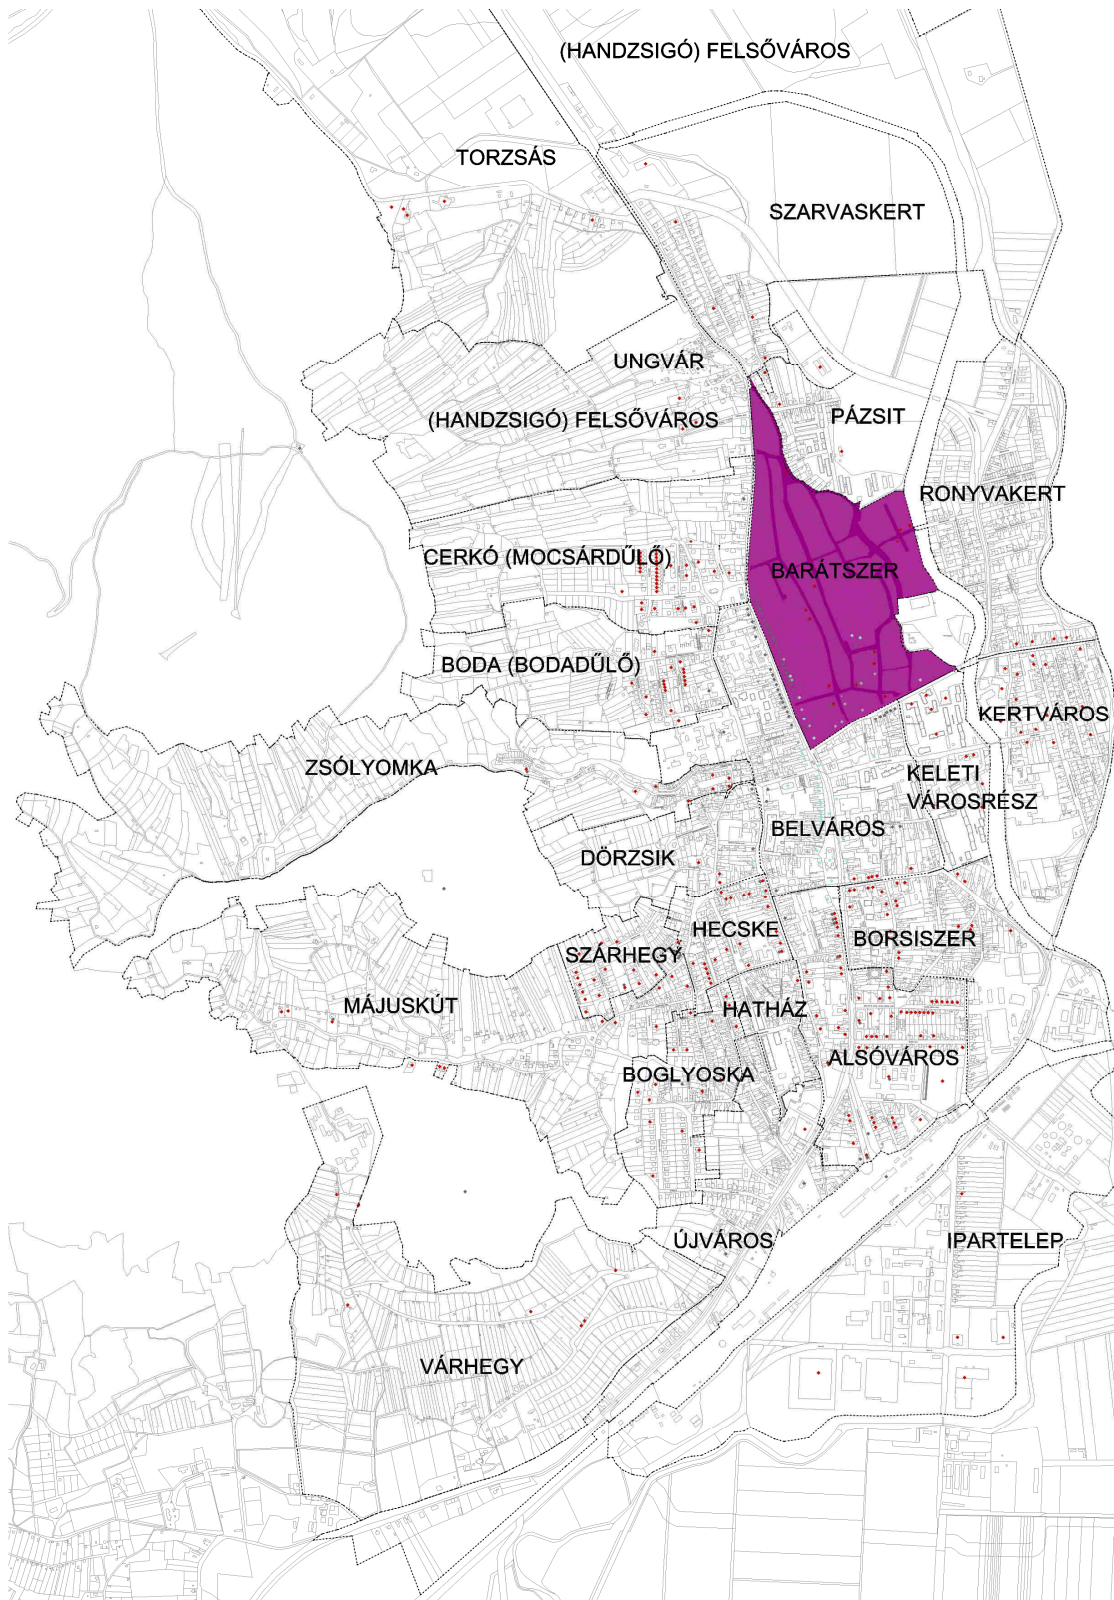 (HANDZSIGÓ) FELSŐVÁROS
TORZSÁS
SZARVASKERT
UNGVÁR
(HANDZSIGÓ) FELSŐVÁROS
PÁZSIT
RONYVAKERT
CERKÓ (MOCSÁRDŰLŐ)
BARÁTSZER
BODA (BODADŰLŐ)
KERTVÁROS
ZSÓLYOMKA
KELETI
VÁROSRÉSZ
BELVÁROS
DÖRZSIK
HECSKE
BORSISZER
SZÁRHEGY
MÁJUSKÚT
HATHÁZ
ALSÓVÁROS
BOGLYOSKA
ÚJVÁROS
IPARTELEP
VÁRHEGY